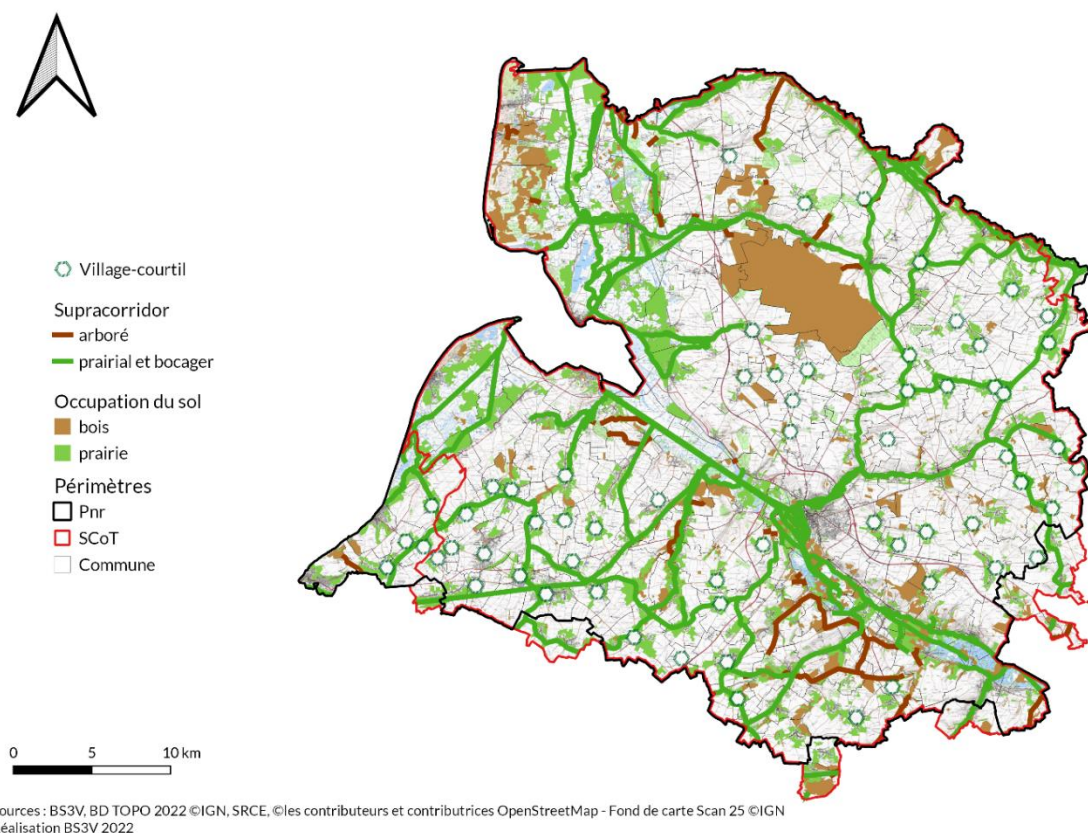 Village-courtil
Supracorridor
arboré
prairial et bocager
Occupation du sol
bois
prairie
Périmètres
Pnr
SCoT
Commune
0 5 10 km
ources : BS3V, BD TOPO 2022 ©IGN, SRCE, ©les contributeurs et contributrices OpenStreetMap - Fond de carte Scan 25 ©IGN
éalisation BS3V 2022